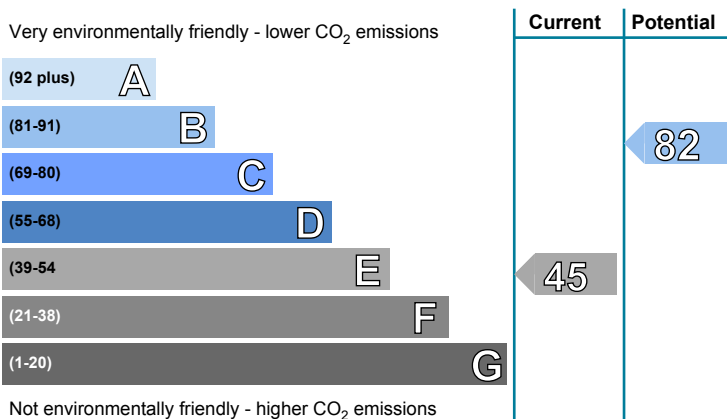 Current Potential
Very environmentally friendly - lower CO2 emissions
(92 plus) A
(81-91) B
82
(69-80) C
(55-68) D
(39-54 E
45
(21-38) F
(1-20) G
Not environmentally friendly - higher CO2 emissions